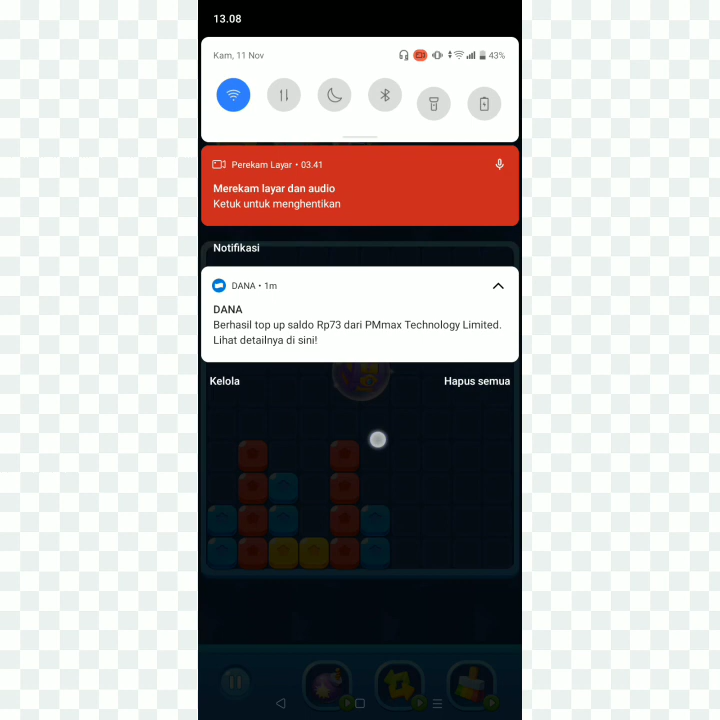 13.08
Kam, 11 Nov
43%
Perekam Layar • 03.41
Merekam layar dan audio
Ketuk untuk menghentikan
Notifikasi
DANA • 1m
DANA
Berhasil top up saldo Rp73 dari PMmax Technology Limited.
Lihat detailnya di sini!
Kelola
Hapus semua